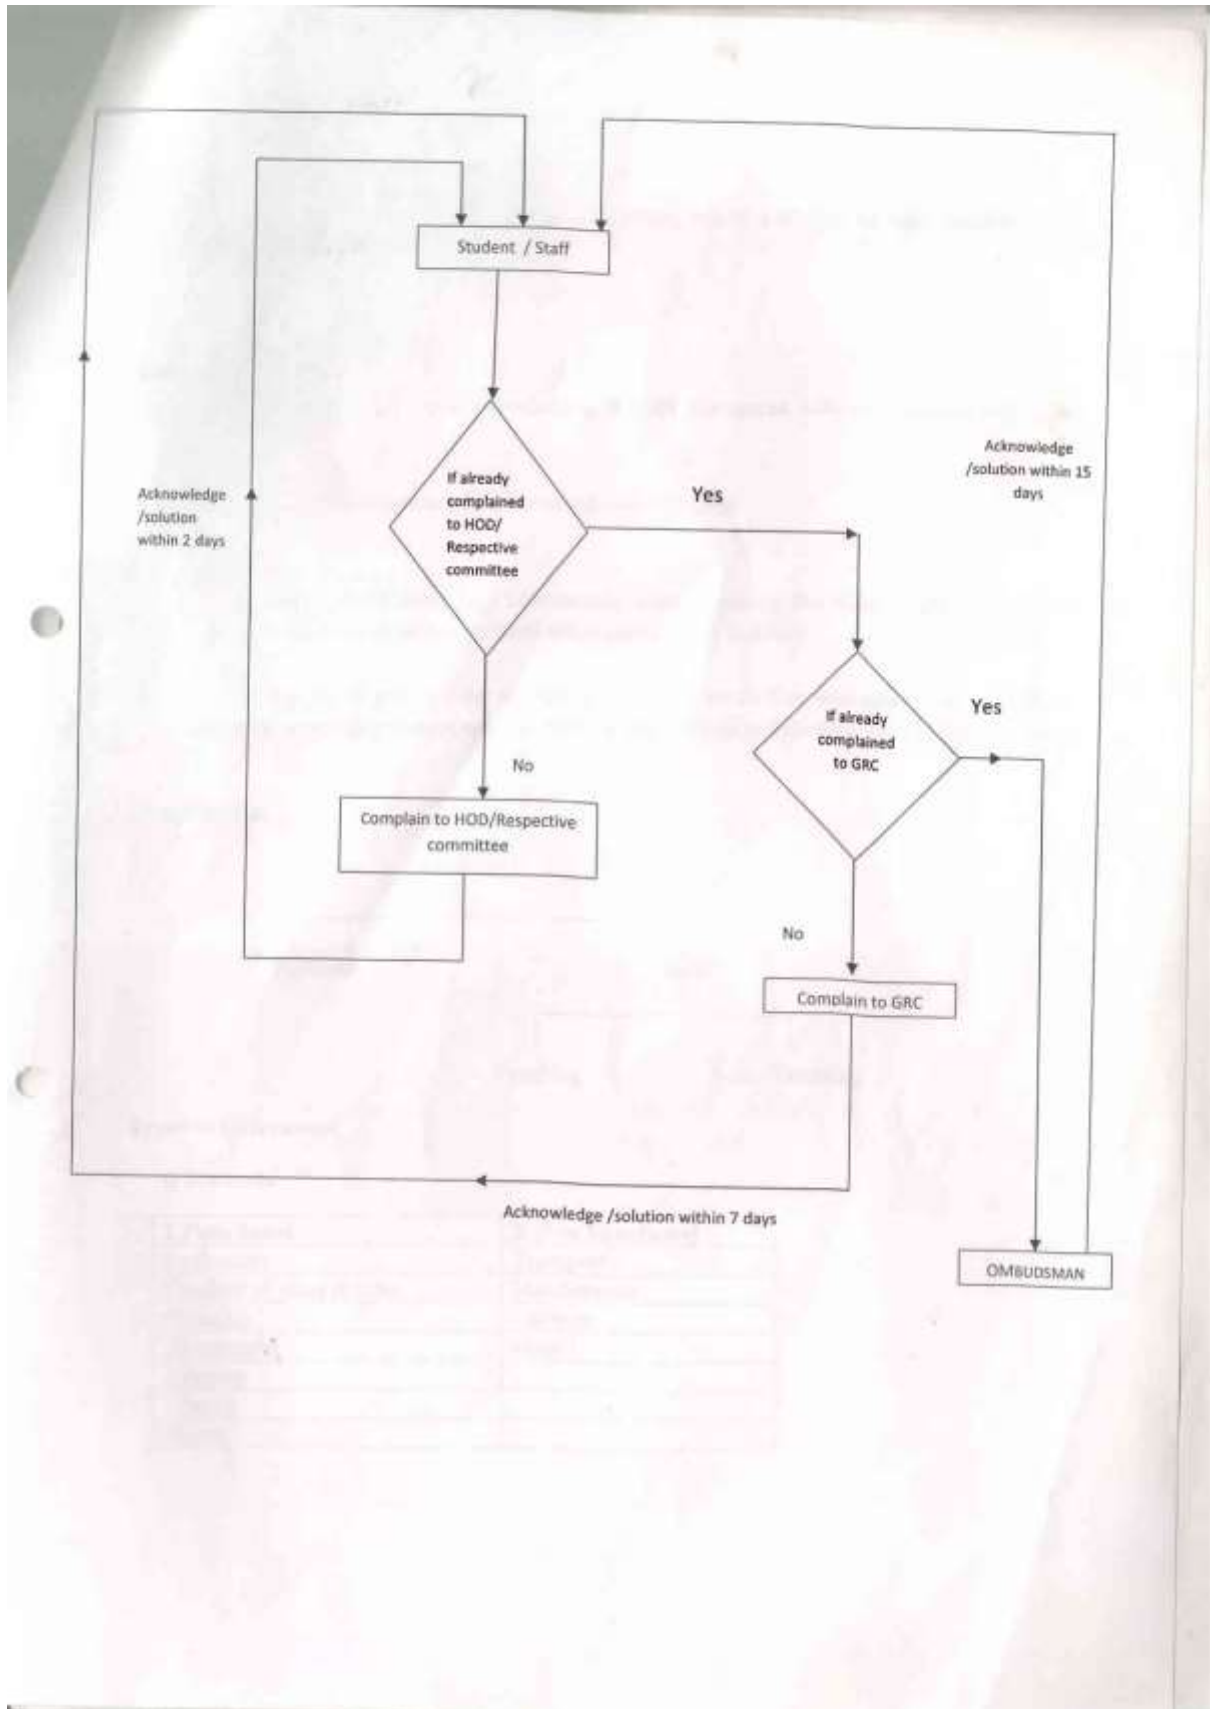 Student / Staff
If already
complained
to HOD/
Respective
committee
Yes
Acknowledge
/solution within 15
days
Acknowledge
/solution
within 2 days
If already
complained
to GRC
Yes
No
Complain to HOD/Respective
committee
No
Complain to GRC
Acknowledge /solution within 7 days
OMBUDSMAN